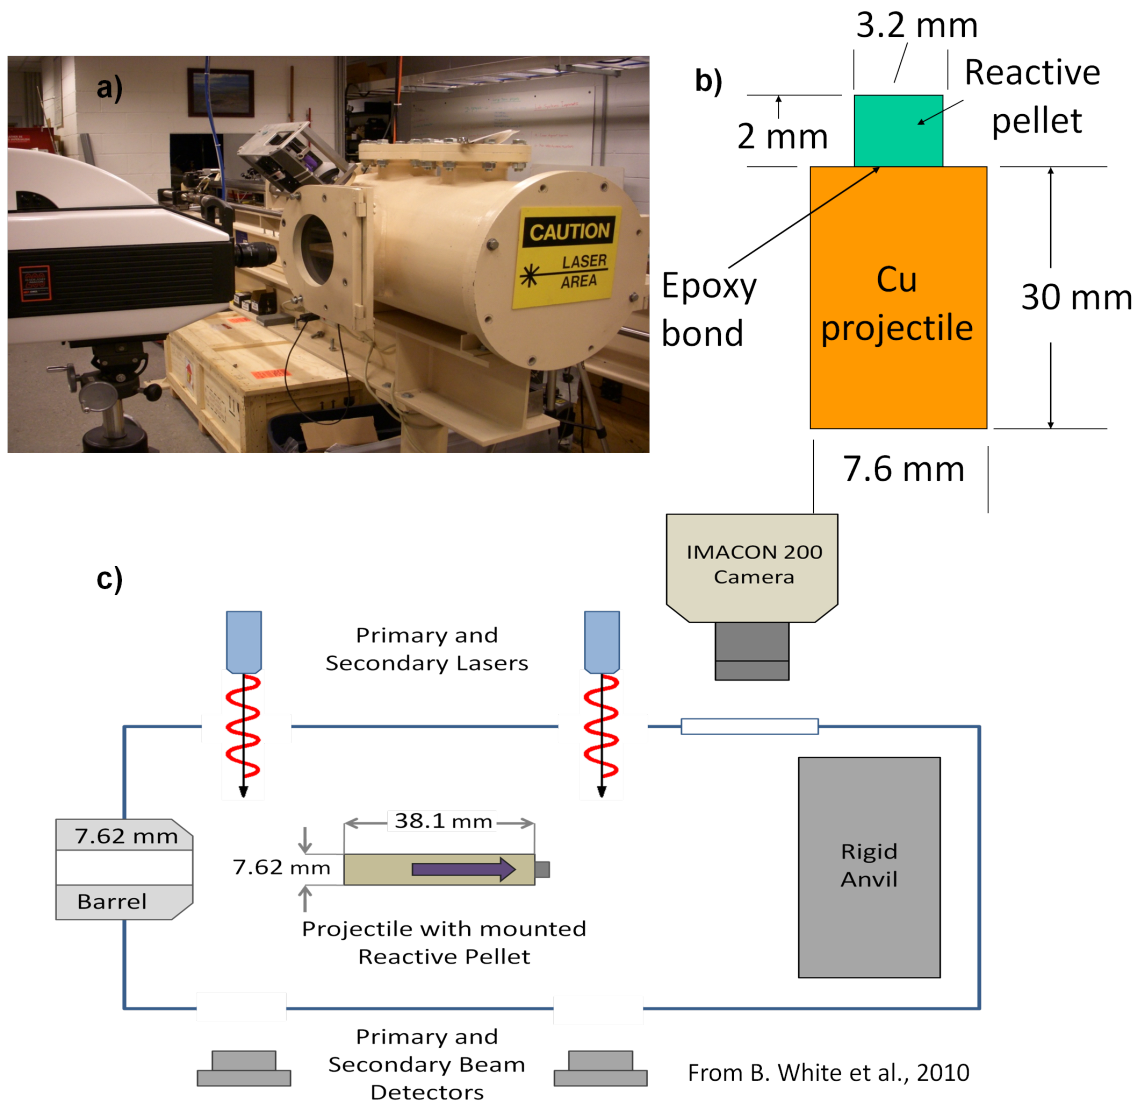 a)
CAUTION
LASER
AREA
b)
3.2 mm
Reactive
pellet
2 mm
Epoxy
bond
Cu
projectile
30 mm
7.6 mm
c)
IMACON 200
Camera
Primary and
Secondary Lasers
7.62 mm
Barrel
38.1 mm
7.62 mm
Projectile with mounted
Reactive Pellet
Rigid
Anvil
Primary and
Secondary Beam
Detectors
From B. White et al., 2010